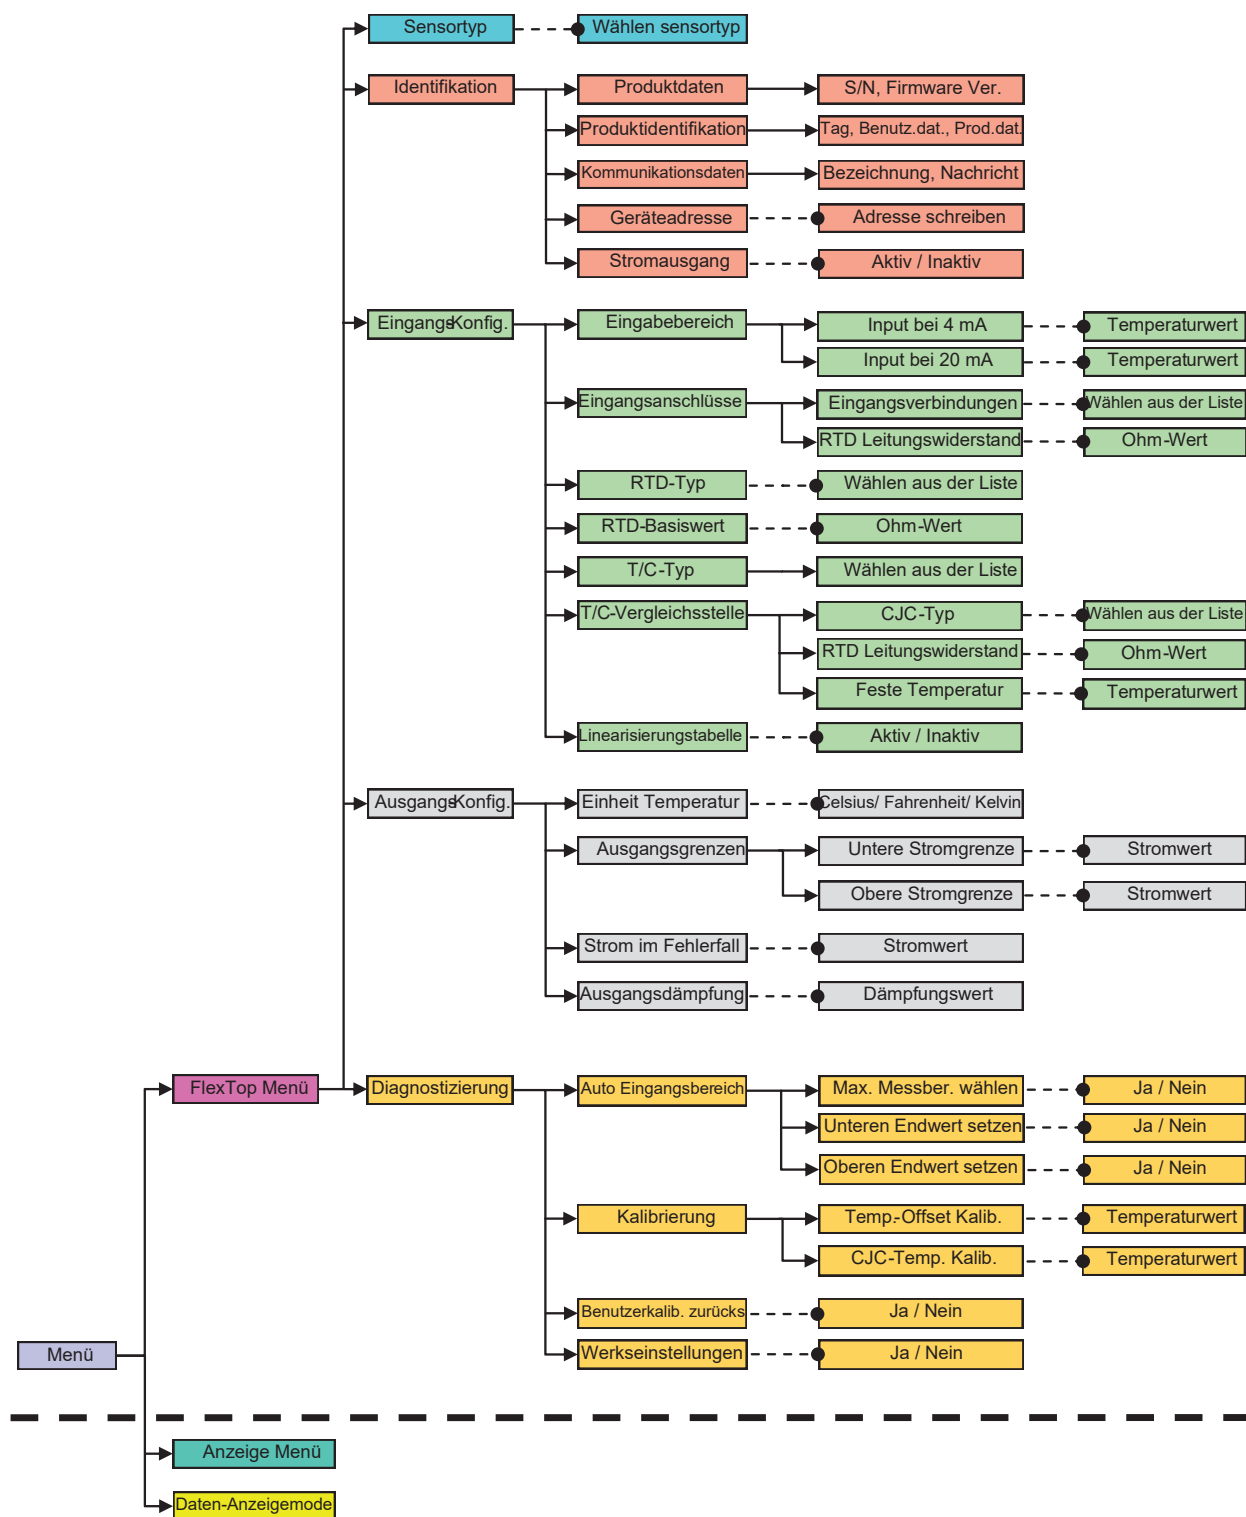 Sensortyp
Wählen sensortyp
Identifikation
Produktdaten
S/N, Firmware Ver.
Produktidentifikation
Tag, Benutz.dat., Prod.dat.
Kommunikationsdaten
Bezeichnung, Nachricht
Geräteadresse
Adresse schreiben
Stromausgang
Aktiv / Inaktiv
Eingangs-Konfig.
Eingabebereich
Input bei 4 mA
Temperaturwert
Input bei 20 mA
Temperaturwert
Eingangsanschlüsse
Eingangsverbindungen
Wählen aus der Liste
RTD Leitungswiderstand
Ohm-Wert
RTD-Typ
Wählen aus der Liste
RTD-Basiswert
Ohm-Wert
T/C-Typ
Wählen aus der Liste
T/C-Vergleichsstelle
CJC-Typ
Wählen aus der Liste
RTD Leitungswiderstand
Ohm-Wert
Feste Temperatur
Temperaturwert
Linearisierungstabelle
Aktiv / Inaktiv
Ausgangs-Konfig.
Einheit Temperatur
Celsius/ Fahrenheit/ Kelvin
Ausgangsgrenzen
Untere Stromgrenze
Stromwert
Obere Stromgrenze
Stromwert
Strom im Fehlerfall
Stromwert
Ausgangsdämpfung
Dämpfungswert
FlexTop Menü
Diagnostizierung
Auto Eingangsbereich
Max. Messber. wählen
Ja / Nein
Unteren Endwert setzen
Ja / Nein
Oberen Endwert setzen
Ja / Nein
Kalibrierung
Temp.-Offset Kalib.
Temperaturwert
CJC-Temp. Kalib.
Temperaturwert
Benutzerkalib. zurücks
Ja / Nein
Menü
Werkseinstellungen
Ja / Nein
Anzeige Menü
Daten-Anzeigemode